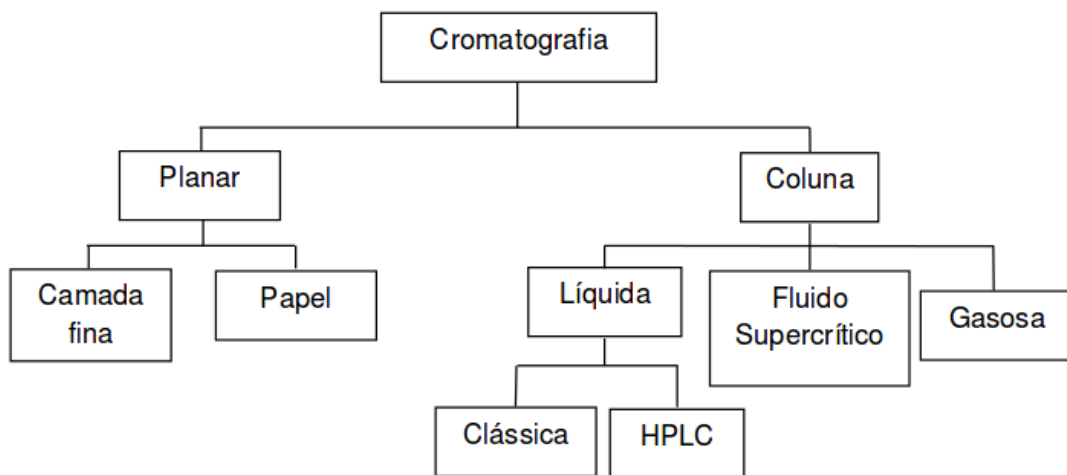 Cromatografia
Planar
Coluna
Camada
fina
Papel
Líquida
Fluido
Supercrítico
Gasosa
Clássica
HPLC